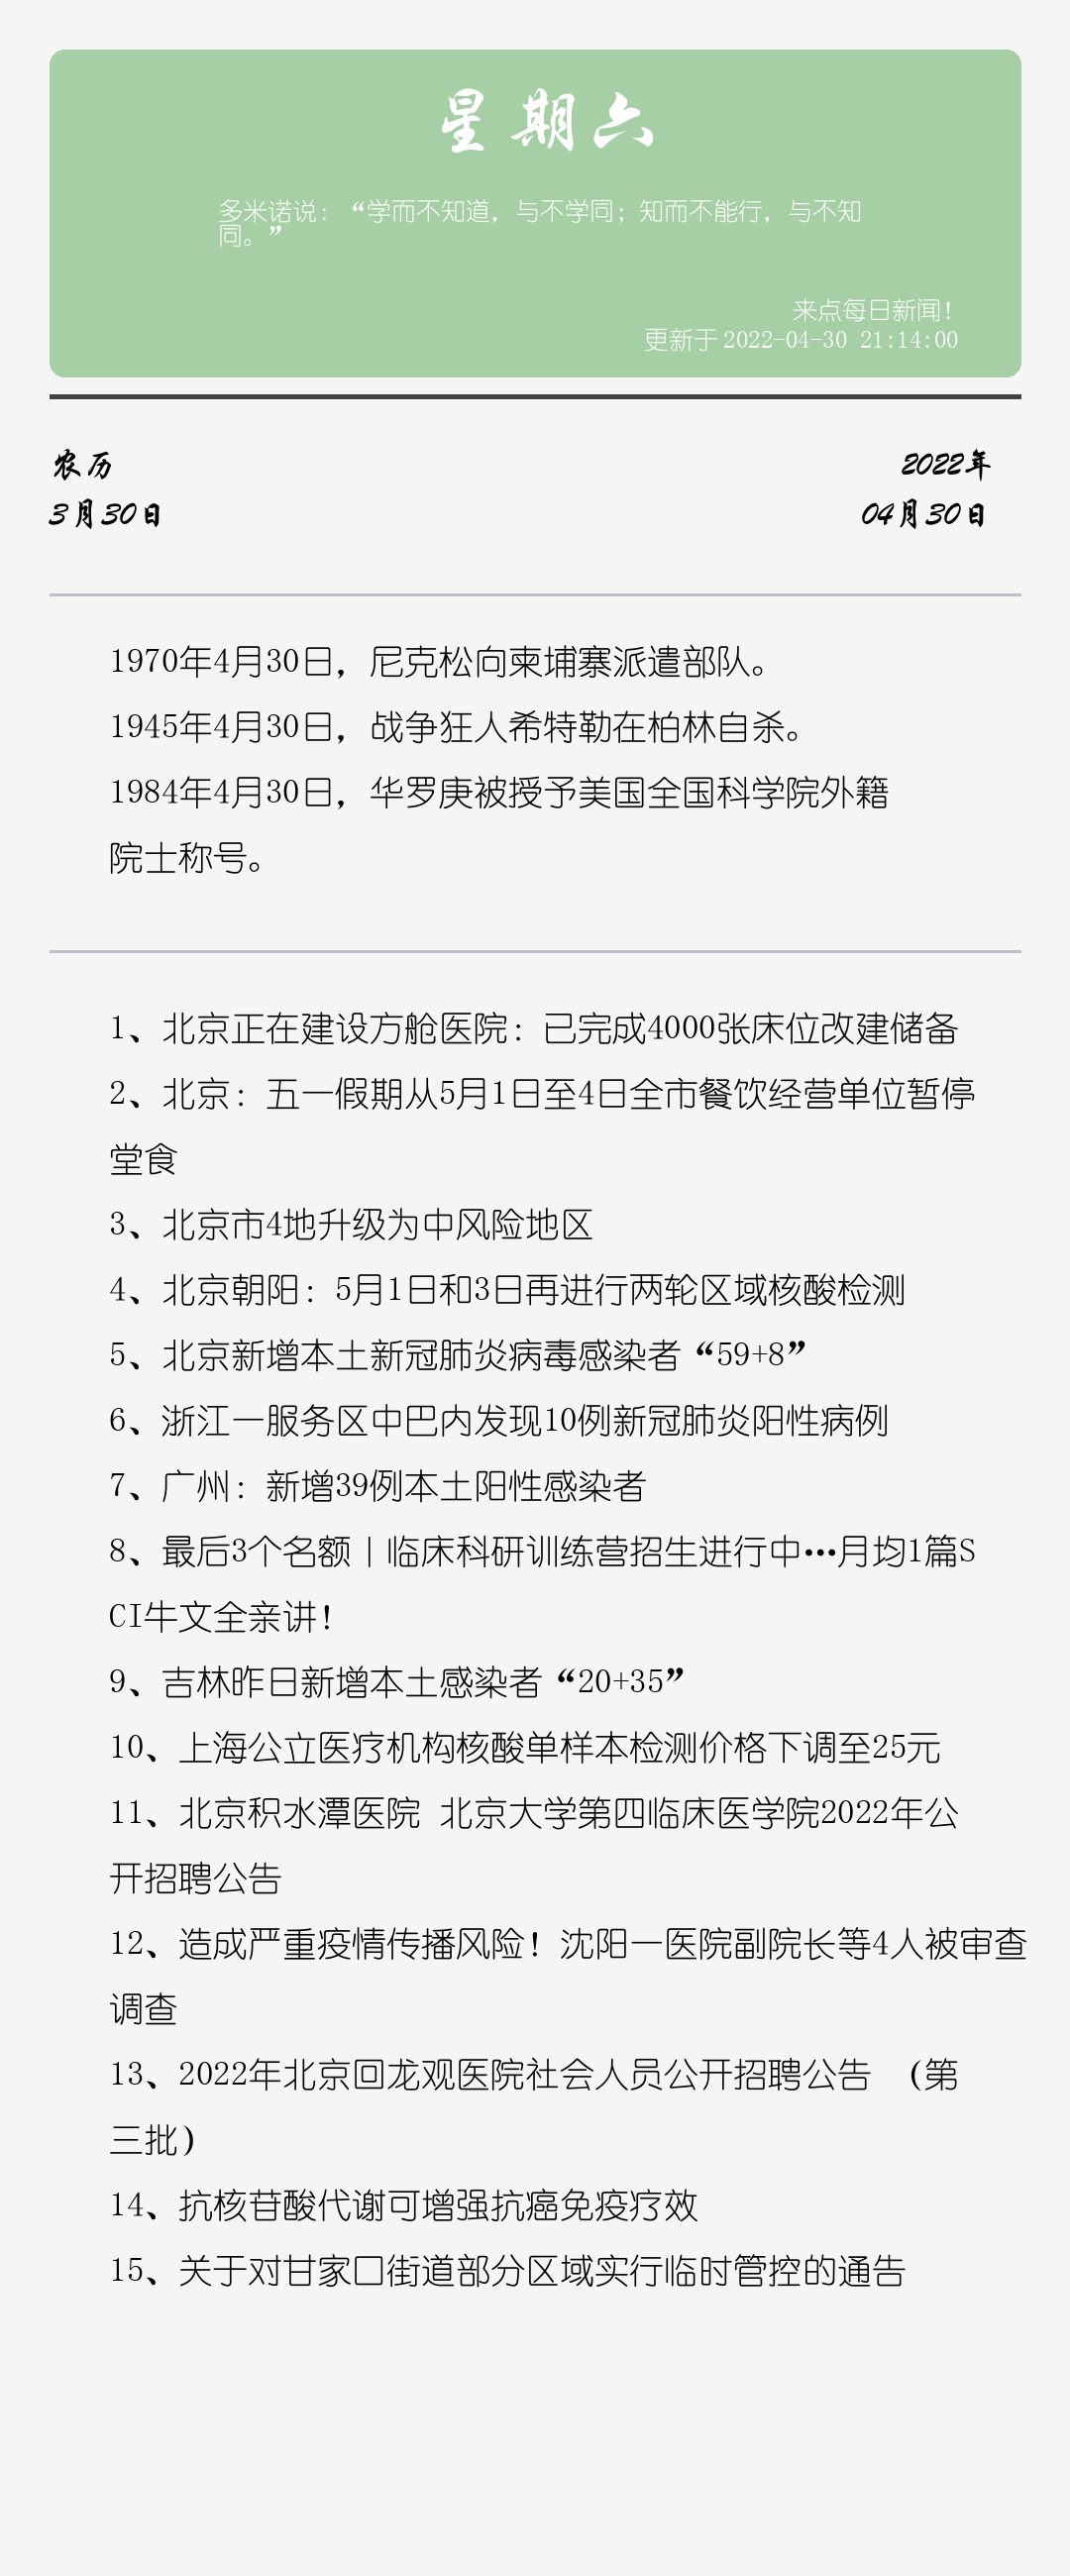 星期六
多米诺说：“学而不知道，与不学同；知而不能行，与不知
同。”
来点每日新闻！
更新于2022-04-30 21:14:00
农历
2022年
3月30日
04月30日
1970年4月30日，尼克松向柬埔寨派遣部队。
1945年4月30日，战争狂人希特勒在柏林自杀。
1984年4月30日，华罗庚被授予美国全国科学院外籍
院士称号。
1、北京正在建设方舱医院：已完成4000张床位改建储备
2、北京：五一假期从5月1日至4日全市餐饮经营单位暂停
堂食
3、北京市4地升级为中风险地区
4、北京朝阳：5月1日和3日再进行两轮区域核酸检测
5、北京新增本土新冠肺炎病毒感染者“59+8”
6、浙江一服务区中巴内发现10例新冠肺炎阳性病例
7、广州：新增39例本土阳性感染者
8、最后3个名额丨临床科研训练营招生进行中…月均1篇S
CI牛文全亲讲！
9、吉林昨日新增本土感染者“20+35”
10、上海公立医疗机构核酸单样本检测价格下调至25元
11、北京积水潭医院 北京大学第四临床医学院2022年公
开招聘公告
12、造成严重疫情传播风险！沈阳一医院副院长等4人被审查
调查
13、2022年北京回龙观医院社会人员公开招聘公告 （第
三批）
14、抗核苷酸代谢可增强抗癌免疫疗效
15、关于对甘家口街道部分区域实行临时管控的通告